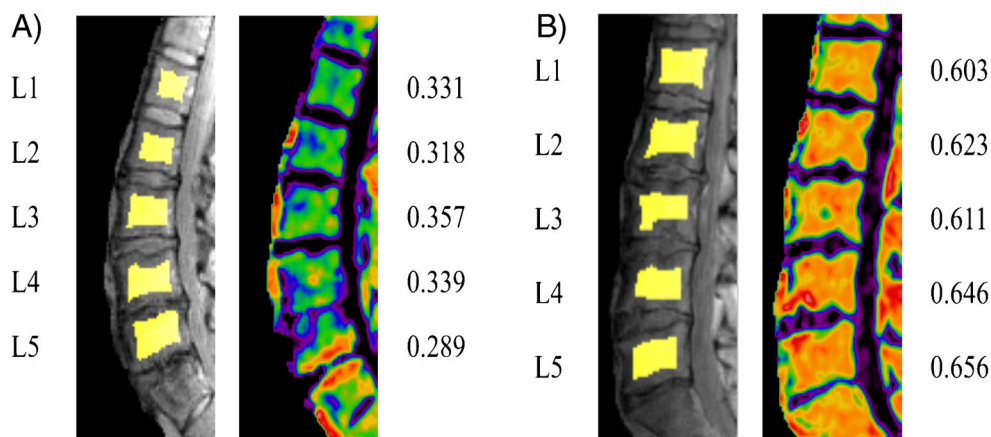 A)
L1 0.331
L2 0.318
L3 0.357
L4 0.339
L5 0.289
B)
L1 0.603
L2 0.623
L3 0.611
L4 0.646
L5 0.656